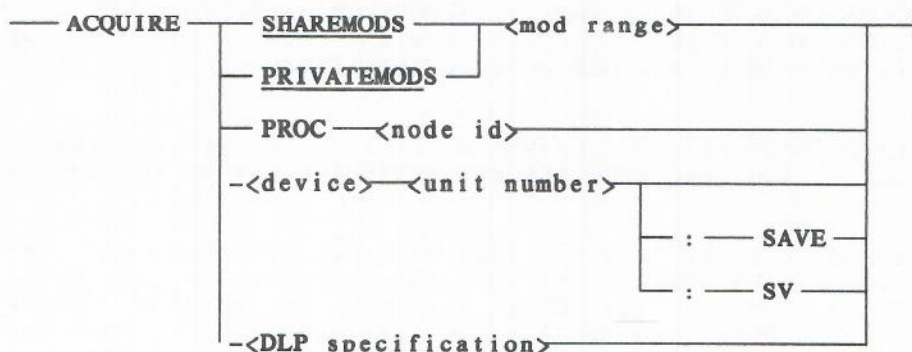 ACQUIRE SHAREMODS <mod range>
PRIVATEMODS
PROC <node id>
<device> <unit number>
: SAVE
: SV
<DLP specification>